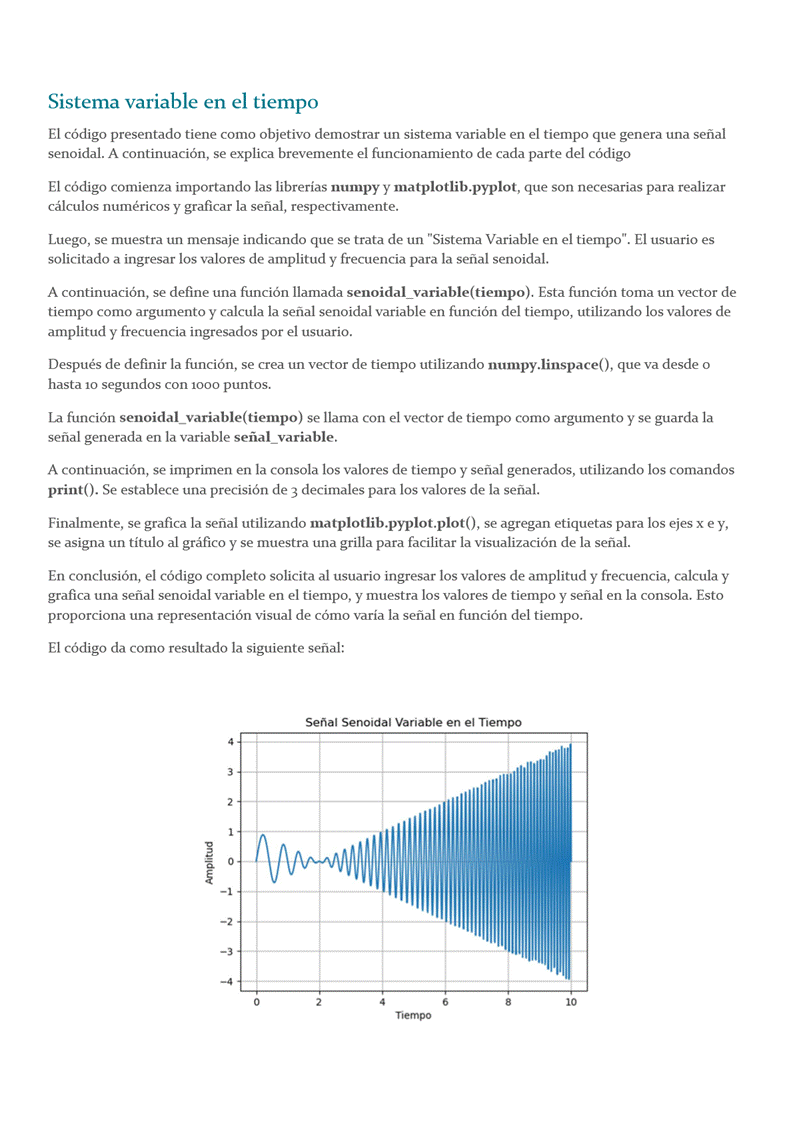 Sistema variable en el tiempo
El código presentado tiene como objetivo demostrar un sistema variable en el tiempo que genera una señal
senoidal. A continuación, se explica brevemente el funcionamiento de cada parte del código
El código comienza importando las librerías numpy y matplotlib.pyplot, que son necesarias para realizar
cálculos numéricos y graficar la señal, respectivamente.
Luego, se muestra un mensaje indicando que se trata de un "Sistema Variable en el tiempo". El usuario es
solicitado a ingresar los valores de amplitud y frecuencia para la señal senoidal.
A continuación, se define una función llamada senoidal_variable(tiempo). Esta función toma un vector de
tiempo como argumento y calcula la señal senoidal variable en función del tiempo, utilizando los valores de
amplitud y frecuencia ingresados por el usuario.
Después de definir la función, se crea un vector de tiempo utilizando numpy.linspace(), que va desde 0
hasta 10 segundos con 1000 puntos.
La función senoidal_variable(tiempo) se llama con el vector de tiempo como argumento y se guarda la
señal generada en la variable señal_variable.
A continuación, se imprimen en la consola los valores de tiempo y señal generados, utilizando los comandos
print(). Se establece una precisión de 3 decimales para los valores de la señal.
Finalmente, se grafica la señal utilizando matplotlib.pyplot.plot(), se agregan etiquetas para los ejes x e y,
se asigna un título al gráfico y se muestra una grilla para facilitar la visualización de la señal.
En conclusión, el código completo solicita al usuario ingresar los valores de amplitud y frecuencia, calcula y
grafica una señal senoidal variable en el tiempo, y muestra los valores de tiempo y señal en la consola. Esto
proporciona una representación visual de cómo varía la señal en función del tiempo.
El código da como resultado la siguiente señal:
Señal Senoidal Variable en el Tiempo
4
3
2
1
0
−1
−2
−3
−4
Amplitud
0 2 4 6 8 10
Tiempo